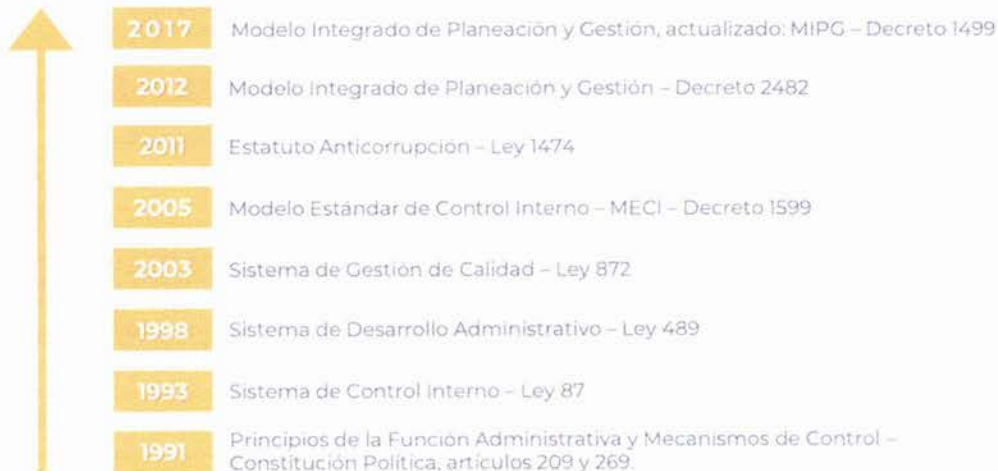 2017 Modelo Integrado de Planeación y Gestión, actualizado: MIPG – Decreto 1499
2012 Modelo Integrado de Planeación y Gestión – Decreto 2482
2011 Estatuto Anticorrupción – Ley 1474
2005 Modelo Estándar de Control Interno – MECI – Decreto 1599
2003 Sistema de Gestión de Calidad – Ley 872
1998 Sistema de Desarrollo Administrativo – Ley 489
1993 Sistema de Control Interno – Ley 87
1991 Principios de la Función Administrativa y Mecanismos de Control –
Constitución Política, artículos 209 y 269.